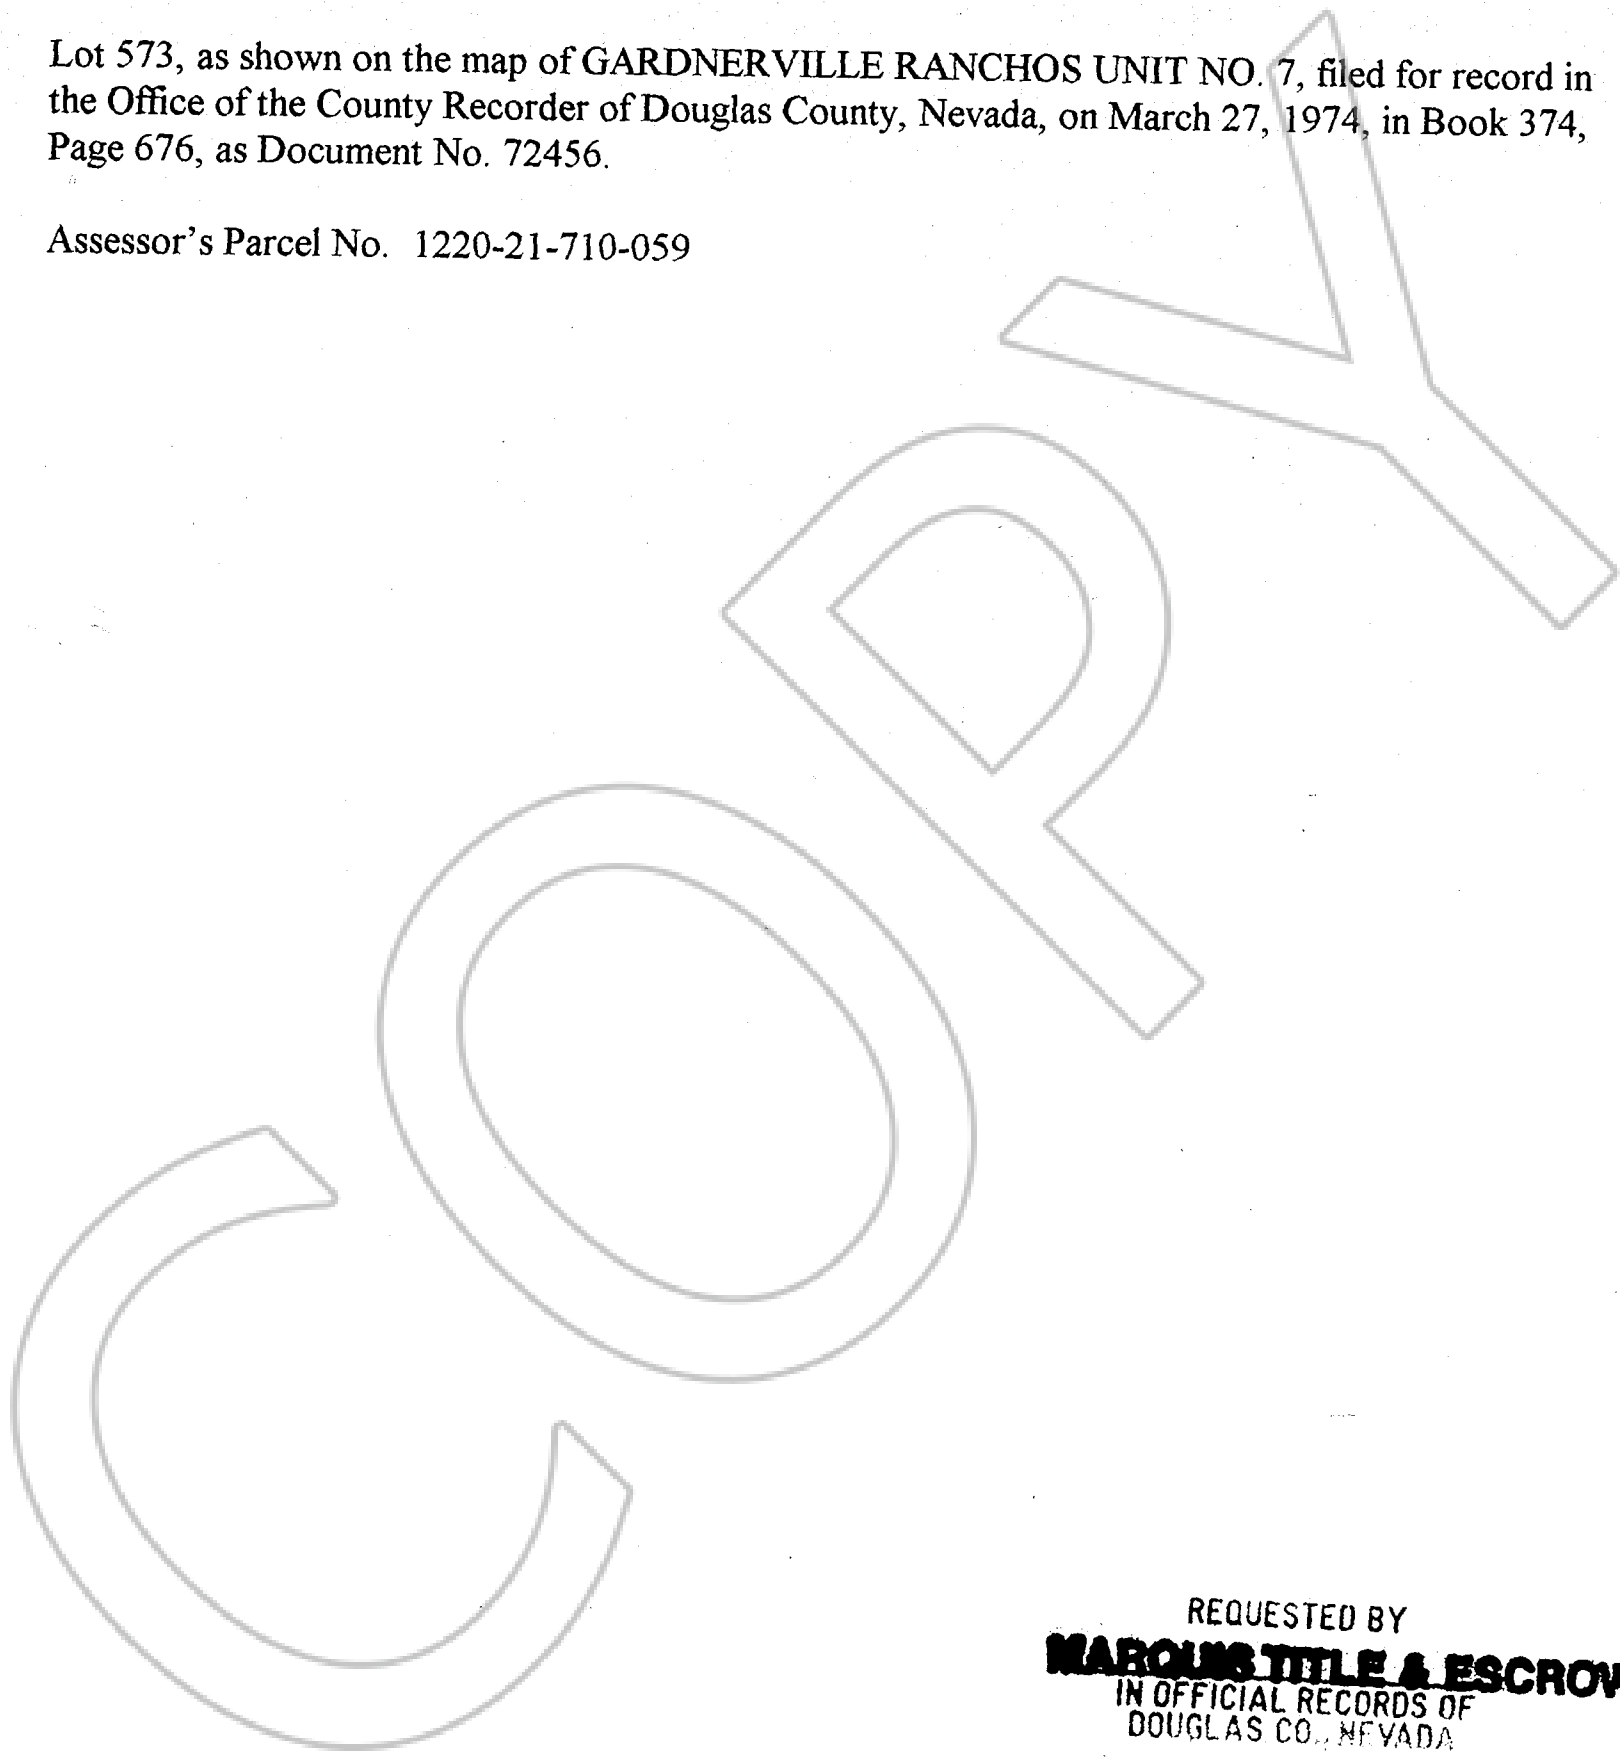 Lot 573, as shown on the map of GARDNERVILLE RANCHOS UNIT NO. 7, filed for record in
the Office of the County Recorder of Douglas County, Nevada, on March 27, 1974, in Book 374,
Page 676, as Document No. 72456.
Assessor's Parcel No. 1220-21-710-059
COPY
REQUESTED BY
MARQUIS TITLE & ESCROW
IN OFFICIAL RECORDS OF
DOUGLAS CO., NEVADA